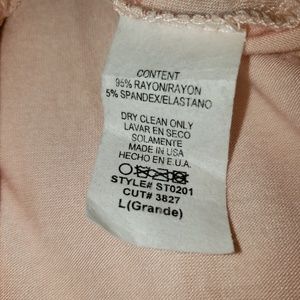 CONTENT
95% RAYON/RAYON
5% SPANDEX/ELASTANO
DRY CLEAN ONLY
LAVAR EN SECO
SOLAMENTE
MADE IN USA
HECHO EN E.U.A.
STYLE# ST0201
CUT# 3827
L(Grande)